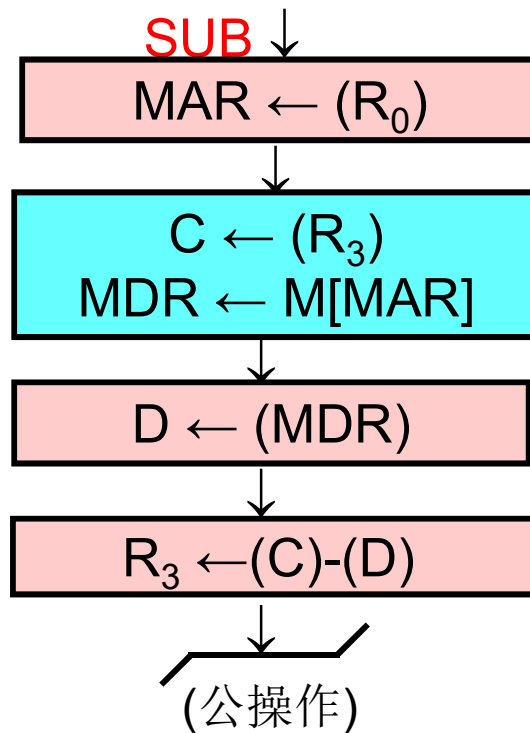 SUB
MAR ← (R₀)
C ← (R₃)
MDR ← M[MAR]
D ← (MDR)
R₃ ←(C)-(D)
(公操作)